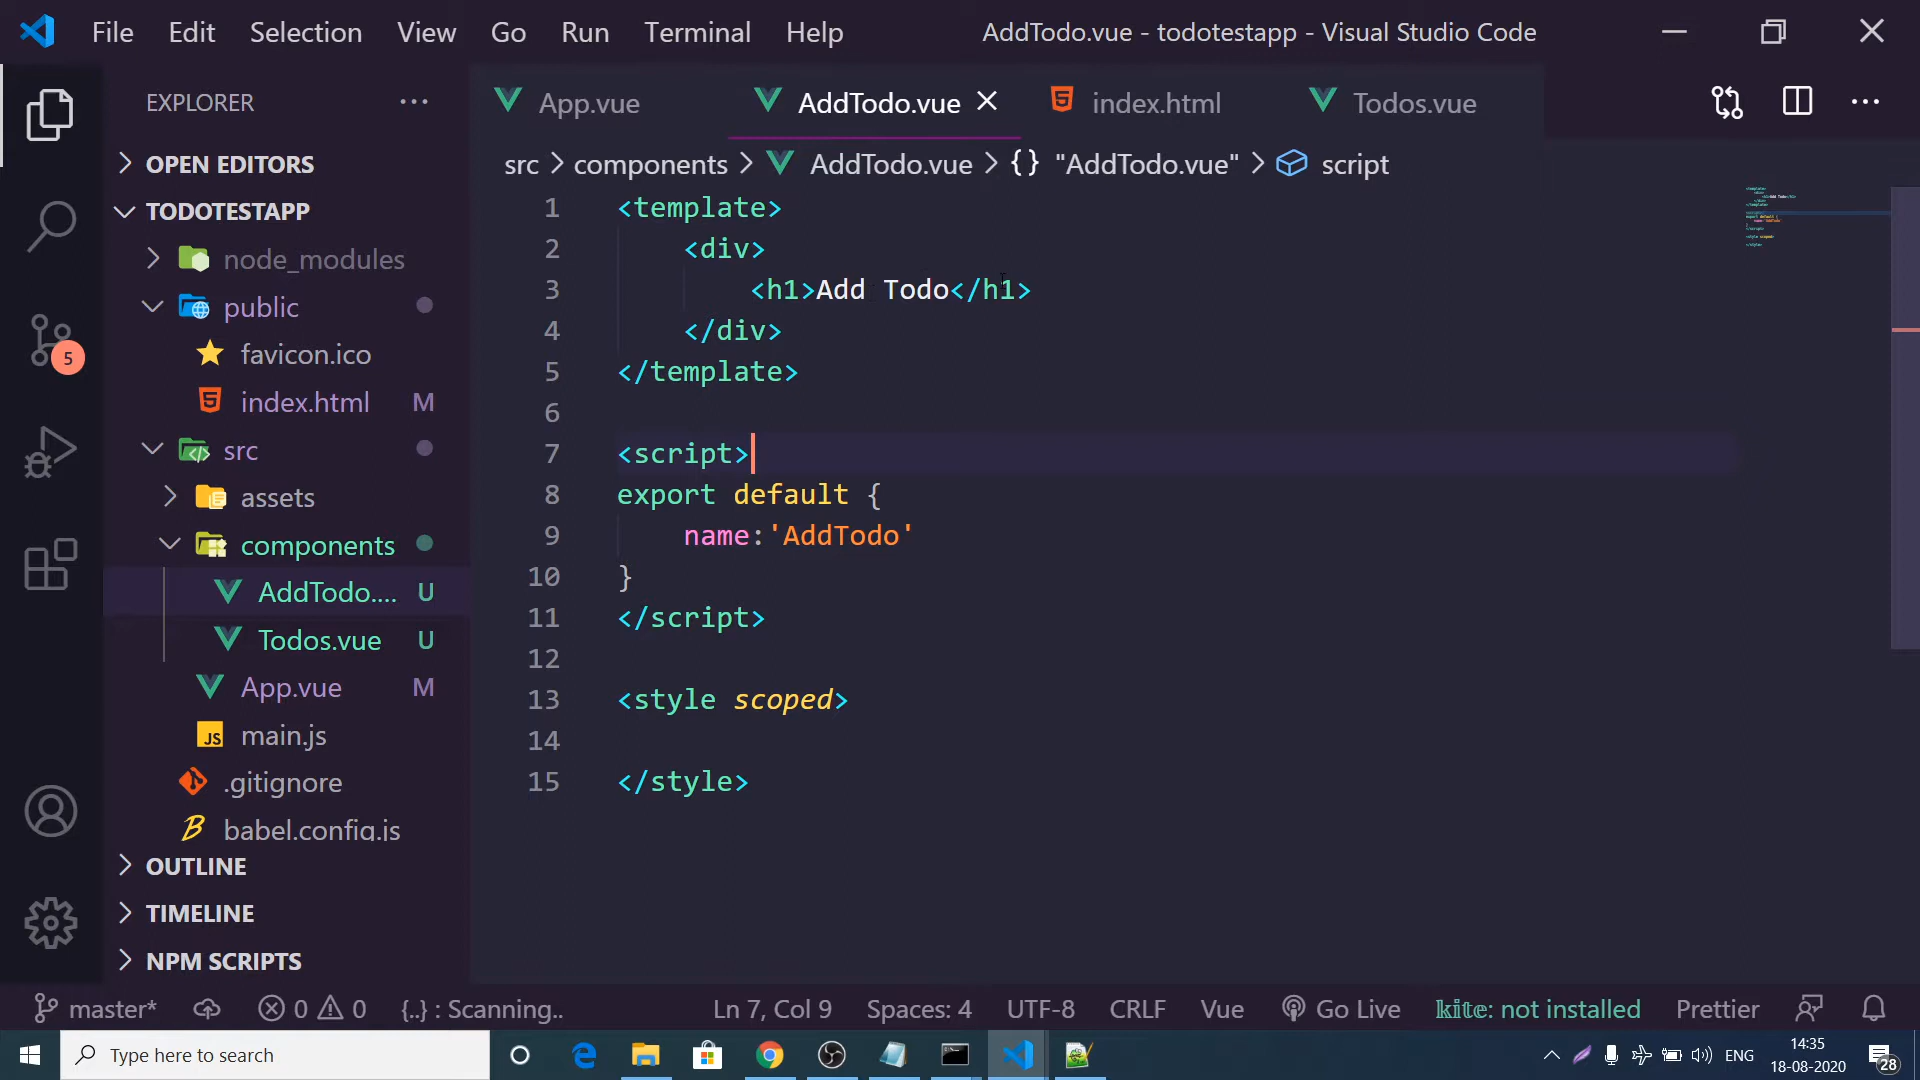 File Edit Selection View Go Run Terminal Help AddTodo.vue - todotestapp - Visual Studio Code
EXPLORER
OPEN EDITORS
TODOTESTAPP
node_modules
public
favicon.ico
index.html M
src
assets
components
AddTodo.... U
Todos.vue U
App.vue M
main.js
.gitignore
babel.config.js
OUTLINE
TIMELINE
NPM SCRIPTS
5
App.vue AddTodo.vue index.html Todos.vue
src > components > AddTodo.vue > {} "AddTodo.vue" > script
1 <template>
2 <div>
3 <h1>Add Todo</h1>
4 </div>
5 </template>
6
7 <script>
8 export default {
9 name:'AddTodo'
10 }
11 </script>
12
13 <style scoped>
14
15 </style>
master* 0 0 {..} : Scanning.. Ln 7, Col 9 Spaces: 4 UTF-8 CRLF Vue Go Live kite: not installed Prettier
Type here to search
ENG
14:35
18-08-2020
28